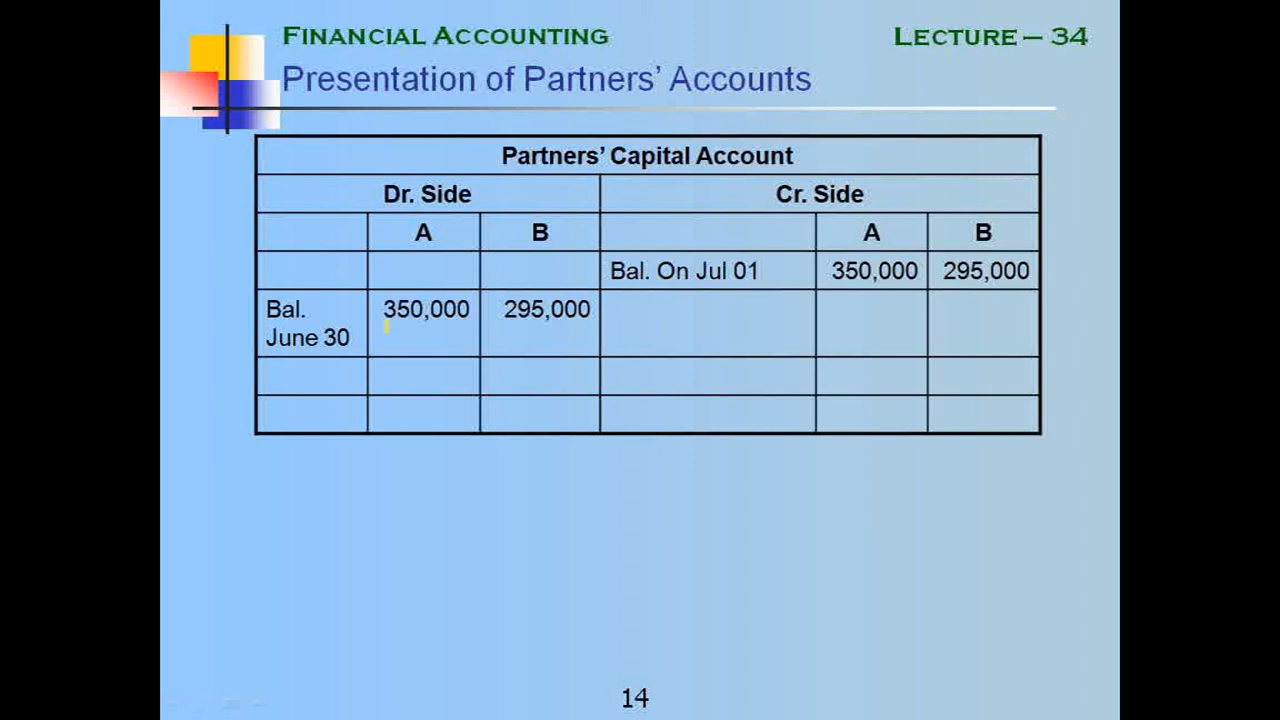 FINANCIAL ACCOUNTING LECTURE – 34
Presentation of Partners' Accounts
Partners' Capital Account
Dr. Side Cr. Side
A B A B
Bal. On Jul 01 350,000 295,000
Bal. 350,000 295,000
June 30
14